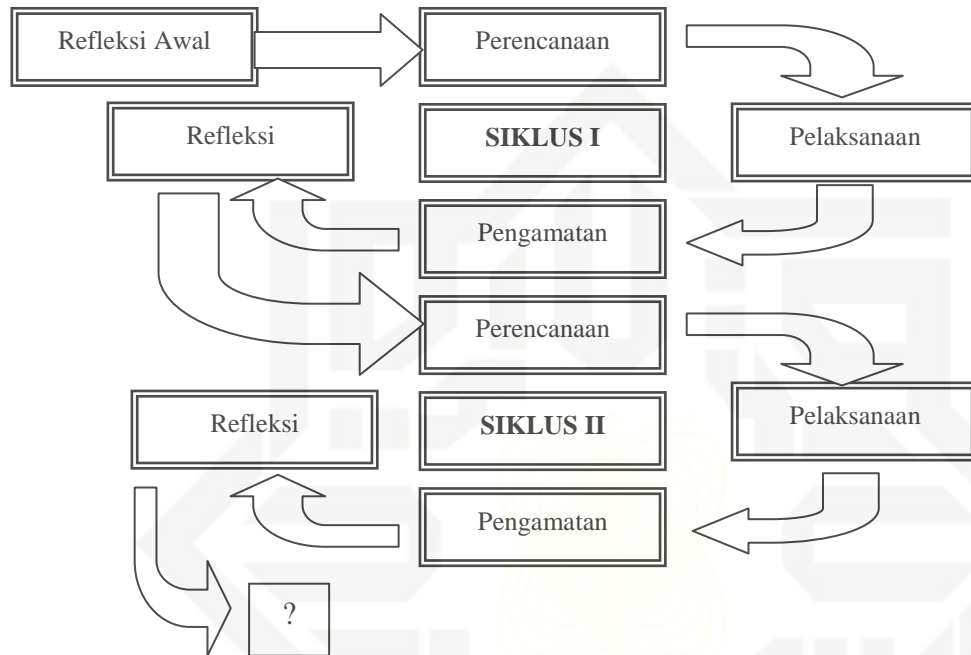 Refleksi Awal
Perencanaan
Refleksi
SIKLUS I
Pelaksanaan
Pengamatan
Perencanaan
Refleksi
SIKLUS II
Pelaksanaan
Pengamatan
?